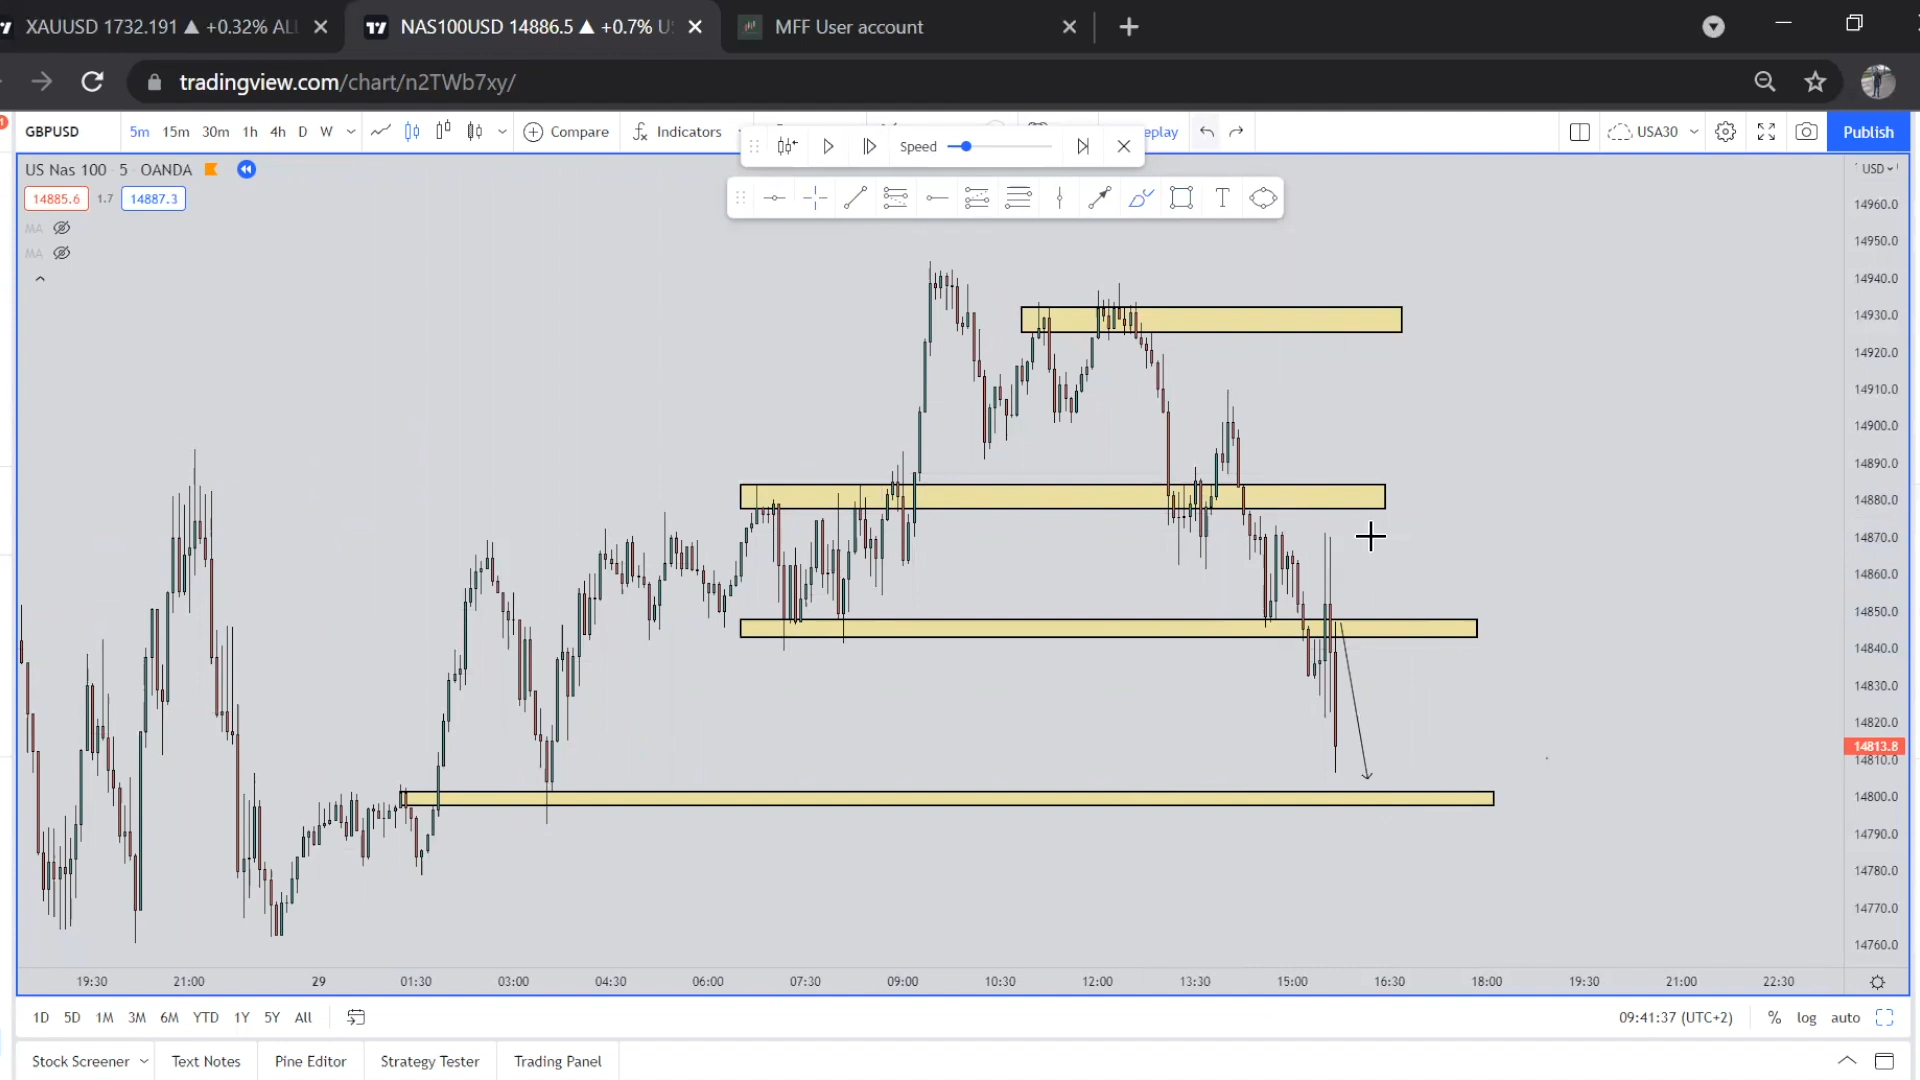 XAUUSD 1732.191 ▲ +0.32% AL
NAS100USD 14886.5 ▲ +0.7% U
MFF User account
tradingview.com/chart/n2TWb7xy/
GBPUSD
5m 15m 30m 1h 4h D W
Compare
Indicators
eplay
USA30
Publish
Speed
US Nas 100 · 5 · OANDA
USD
14885.6 1.7 14887.3
MA
MA
T
14960.0
14950.0
14940.0
14930.0
14920.0
14910.0
14900.0
14890.0
14880.0
14870.0
14860.0
14850.0
14840.0
14830.0
14820.0
14813.8
14810.0
14800.0
14790.0
14780.0
14770.0
14760.0
19:30 21:00 29 01:30 03:00 04:30 06:00 07:30 09:00 10:30 12:00 13:30 15:00 16:30 18:00 19:30 21:00 22:30
1D 5D 1M 3M 6M YTD 1Y 5Y All
09:41:37 (UTC+2) % log auto
Stock Screener Text Notes Pine Editor Strategy Tester Trading Panel